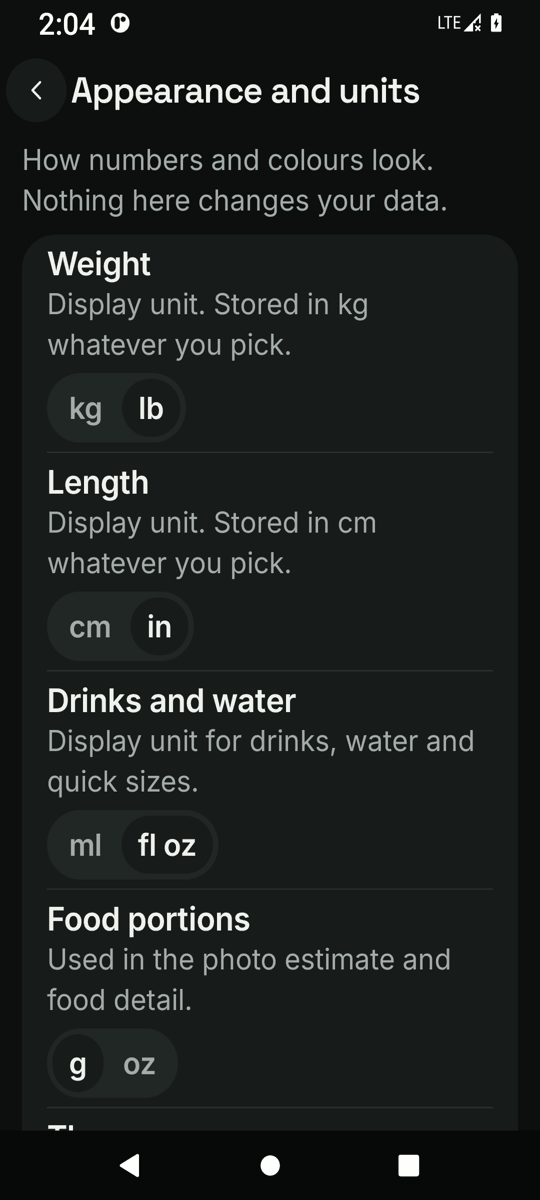 2:04
LTE
Appearance and units
How numbers and colours look.
Nothing here changes your data.
Weight
Display unit. Stored in kg
whatever you pick.
kg lb
Length
Display unit. Stored in cm
whatever you pick.
cm in
Drinks and water
Display unit for drinks, water and
quick sizes.
ml fl oz
Food portions
Used in the photo estimate and
food detail.
g oz